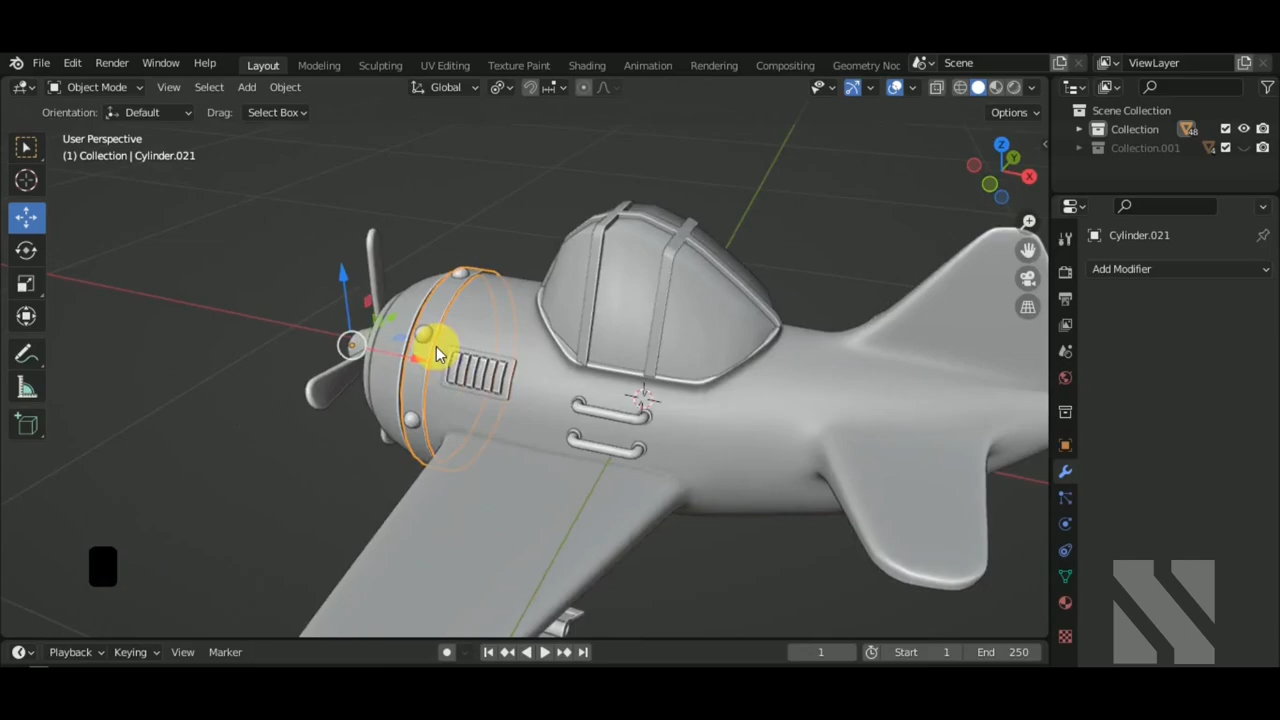 File Edit Render Window Help Layout Modeling Sculpting UV Editing Texture Paint Shading Animation Rendering Compositing Geometry Noc Scene ViewLayer
Object Mode View Select Add Object Global
Orientation: Default Drag: Select Box Options
User Perspective
(1) Collection | Cylinder.021
Z
Y
X
Scene Collection
Collection 48
Collection.001 4
Cylinder.021
Add Modifier
Playback Keying View Marker 1 Start 1 End 250